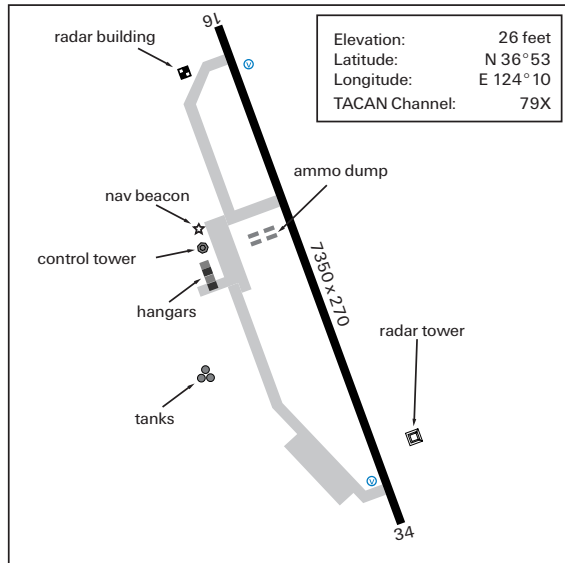 16
radar building
Elevation: 26 feet
Latitude: N 36°53
Longitude: E 124°10
TACAN Channel: 79X
V
ammo dump
nav beacon
control tower
7350 x 270
hangars
radar tower
tanks
V
34